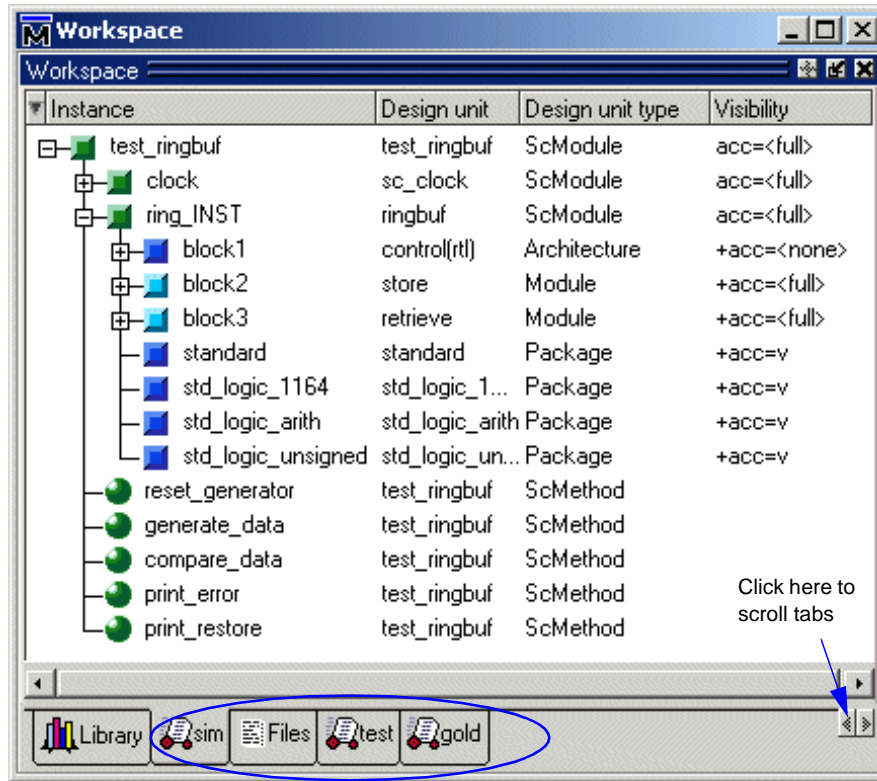 Workspace
Workspace
Instance Design unit Design unit type Visibility
test_ringbuf test_ringbuf ScModule acc=<full>
clock sc_clock ScModule acc=<full>
ring_INST ringbuf ScModule acc=<full>
block1 control(rtl) Architecture +acc=<none>
block2 store Module +acc=<full>
block3 retrieve Module +acc=<full>
standard standard Package +acc=v
std_logic_1164 std_logic_1... Package +acc=v
std_logic_arith std_logic_arith Package +acc=v
std_logic_unsigned std_logic_un... Package +acc=v
reset_generator test_ringbuf ScMethod
generate_data test_ringbuf ScMethod
compare_data test_ringbuf ScMethod
print_error test_ringbuf ScMethod
print_restore test_ringbuf ScMethod
Click here to
scroll tabs
Library sim Files test gold